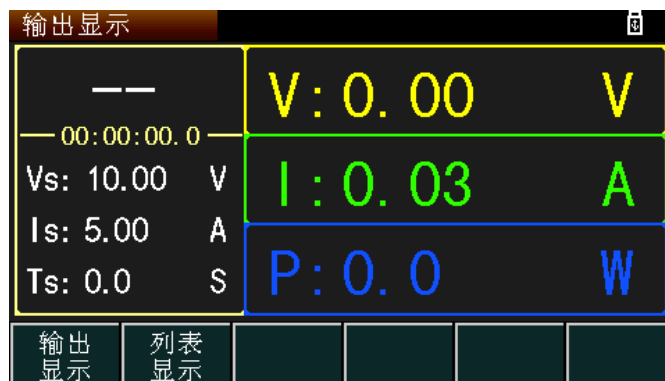 输出显示
——
00:00:00.0
Vs: 10.00 V
Is: 5.00 A
Ts: 0.0 S
V: 0.00 V
I: 0.03 A
P: 0.0 W
输出
显示
列表
显示